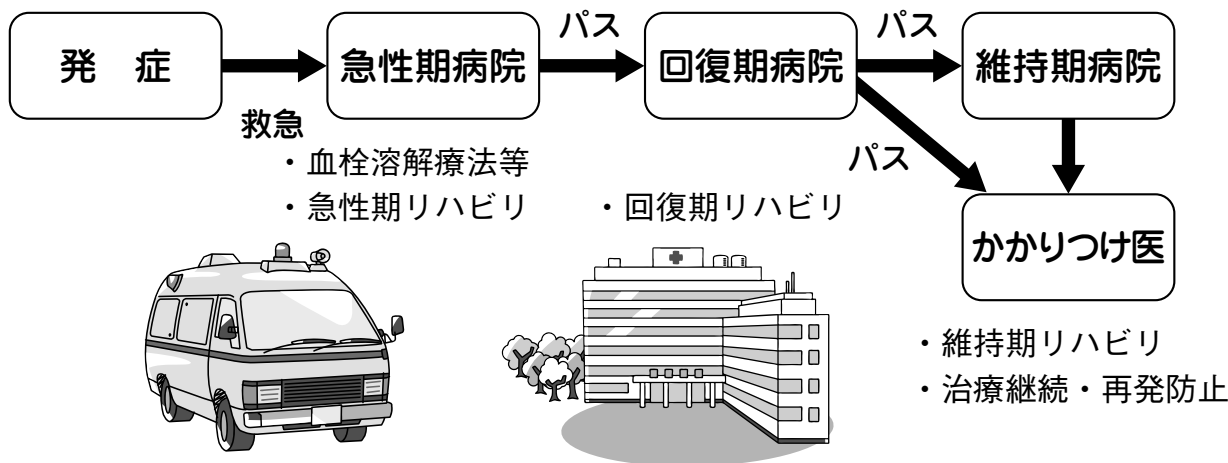 発　症
急性期病院
パス
回復期病院
パス
維持期病院
救急
・血栓溶解療法等
・急性期リハビリ
・回復期リハビリ
パス
かかりつけ医
・維持期リハビリ
・治療継続・再発防止